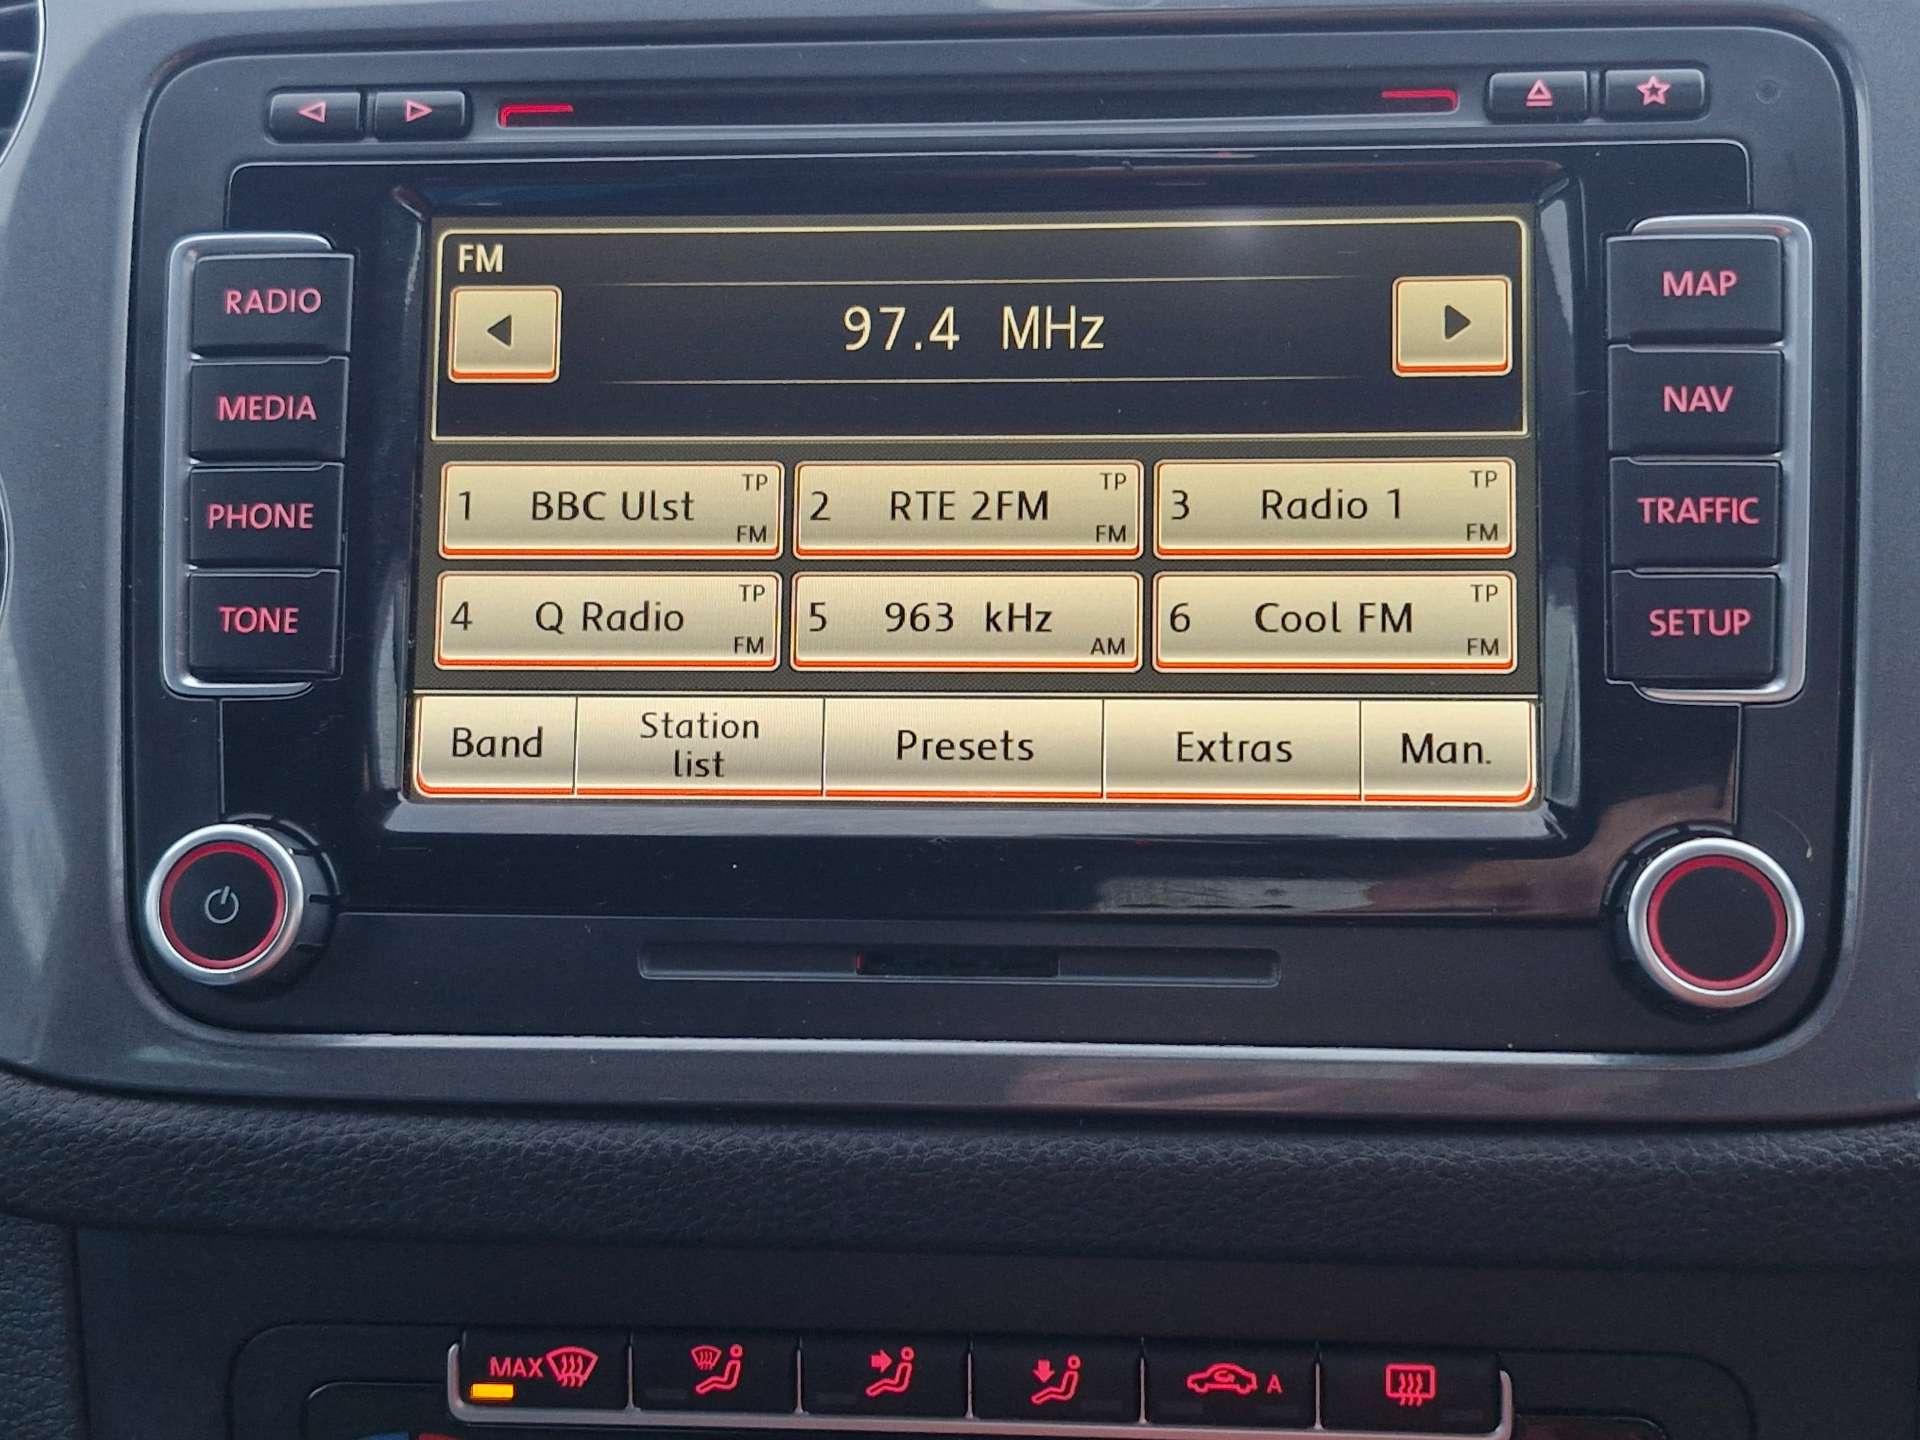 FM
97.4 MHz
RADIO
MEDIA
PHONE
TONE
MAP
NAV
TRAFFIC
SETUP
1 BBC Ulst TP FM
2 RTE 2FM TP FM
3 Radio 1 TP FM
4 Q Radio TP FM
5 963 kHz AM
6 Cool FM TP FM
Band
Station
list
Presets
Extras
Man.
MAX
A